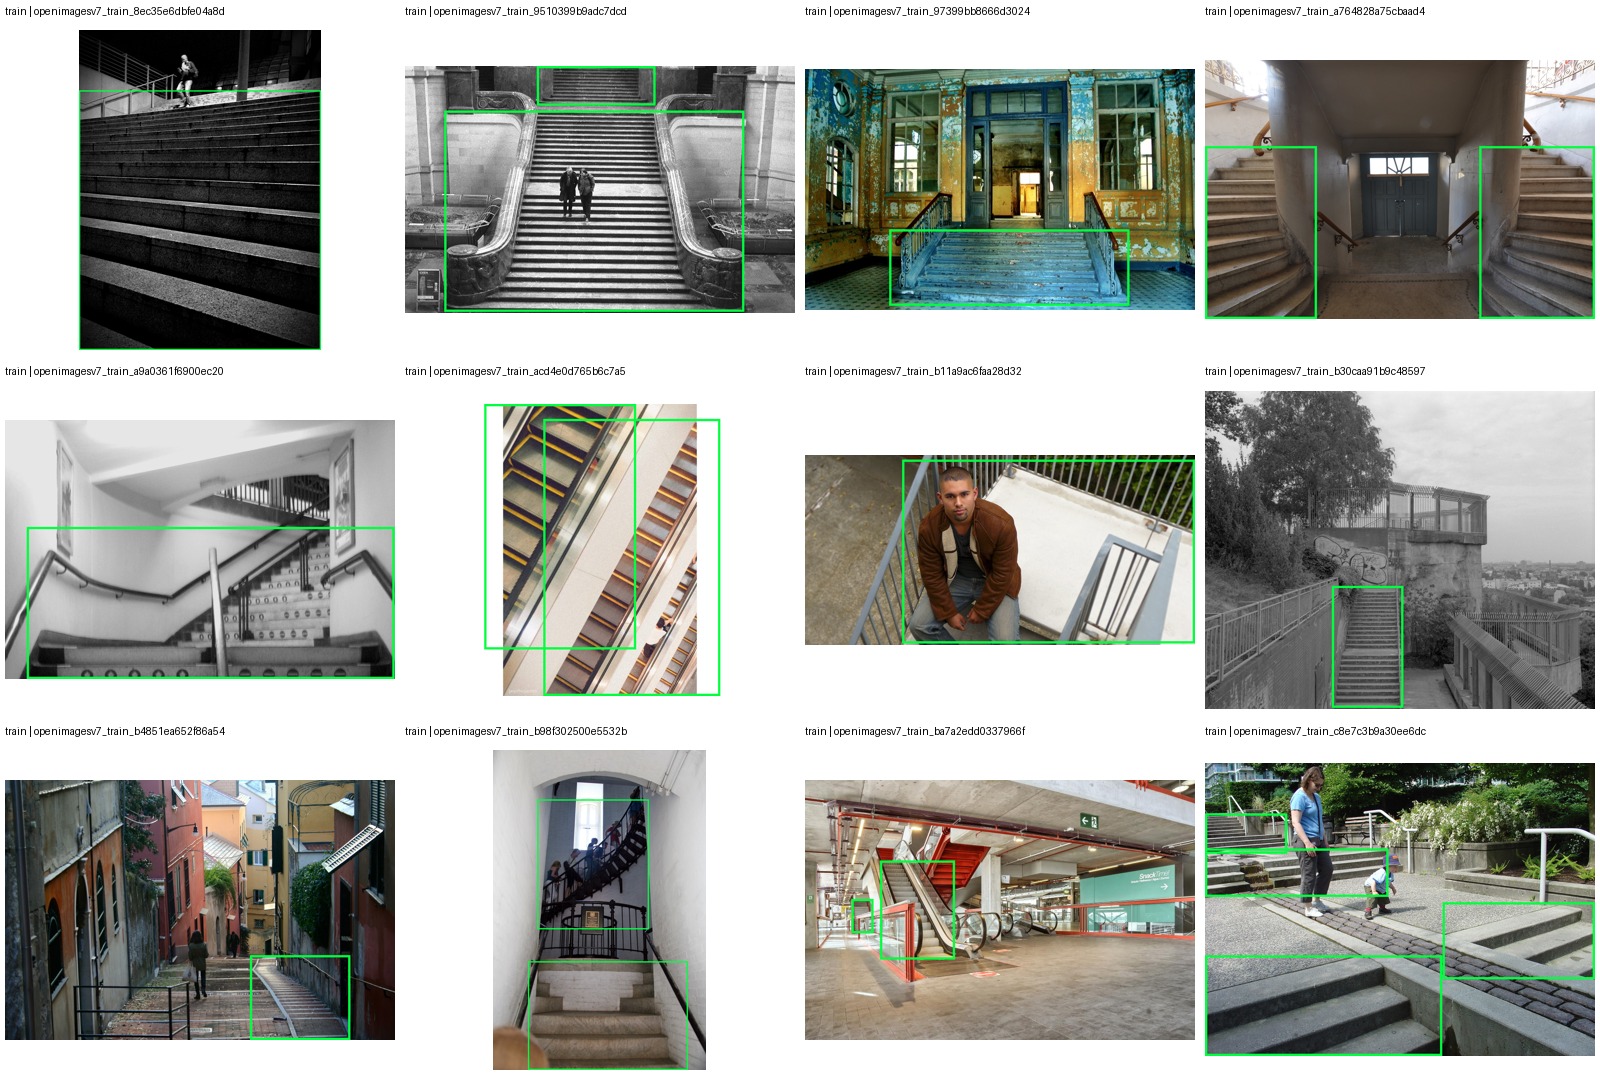 train | openimagesv7_train_8ec35e6dbfe04a8d
train | openimagesv7_train_9510399b9adc7dcd
train | openimagesv7_train_97399bb8666d3024
train | openimagesv7_train_a764828a75cbaad4
train | openimagesv7_train_a9a0361f6900ec20
train | openimagesv7_train_acd4e0d765b6c7a5
train | openimagesv7_train_b11a9ac6faa28d32
train | openimagesv7_train_b30caa91b9c48597
train | openimagesv7_train_b4851ea652f86a54
train | openimagesv7_train_b98f302500e5532b
train | openimagesv7_train_ba7a2edd0337966f
train | openimagesv7_train_c8e7c3b9a30ee6dc